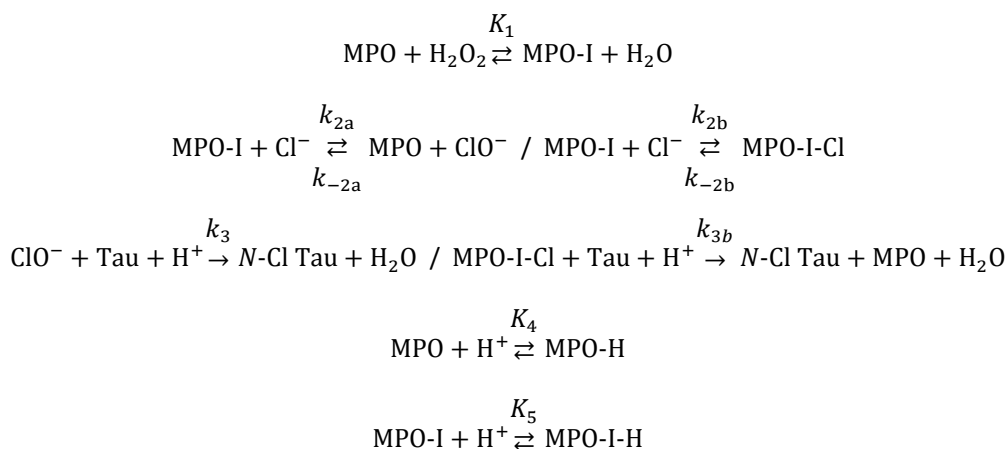 K₁
MPO + H₂O₂ ⇄ MPO-I + H₂O
k₂ₐ k₂b
MPO-I + Cl⁻ ⇄ MPO + ClO⁻ / MPO-I + Cl⁻ ⇄ MPO-I-Cl
k₋₂ₐ k₋₂b
k₃ k₃b
ClO⁻ + Tau + H⁺ → N-Cl Tau + H₂O / MPO-I-Cl + Tau + H⁺ → N-Cl Tau + MPO + H₂O
K₄
MPO + H⁺ ⇄ MPO-H
K₅
MPO-I + H⁺ ⇄ MPO-I-H